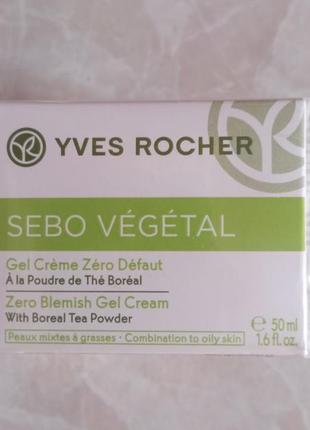 YVES ROCHER
SEBO VÉGÉTAL
Gel Crème Zéro Défaut
À la Poudre de Thé Boréal
Zero Blemish Gel Cream
With Boreal Tea Powder
Peaux mixtes à grasses • Combination to oily skin
℮ 50 ml
1.6 fl. oz.